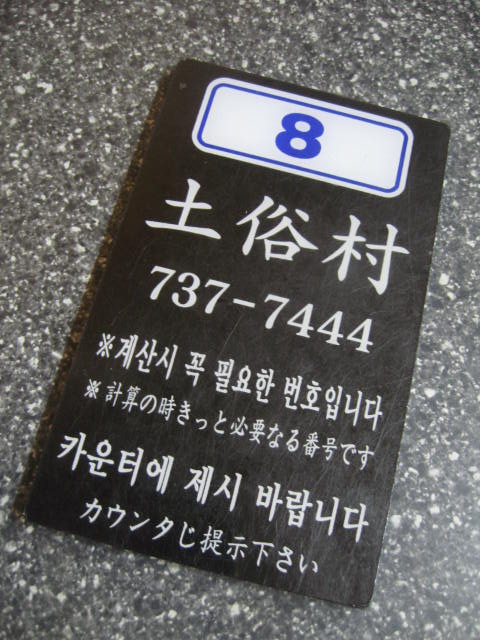 8
土俗村
737-7444
※계산시 꼭 필요한 번호입니다
※計算の時きっと必要なる番号です
카운터에 제시 바랍니다
カウンタじ提示下さい